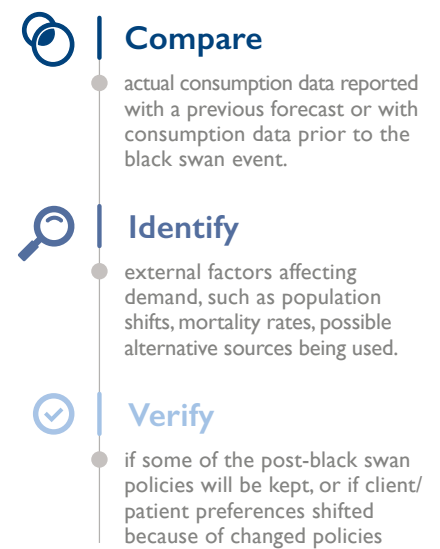 Compare
actual consumption data reported
with a previous forecast or with
consumption data prior to the
black swan event.
Identify
external factors affecting
demand, such as population
shifts, mortality rates, possible
alternative sources being used.
Verify
if some of the post-black swan
policies will be kept, or if client/
patient preferences shifted
because of changed policies